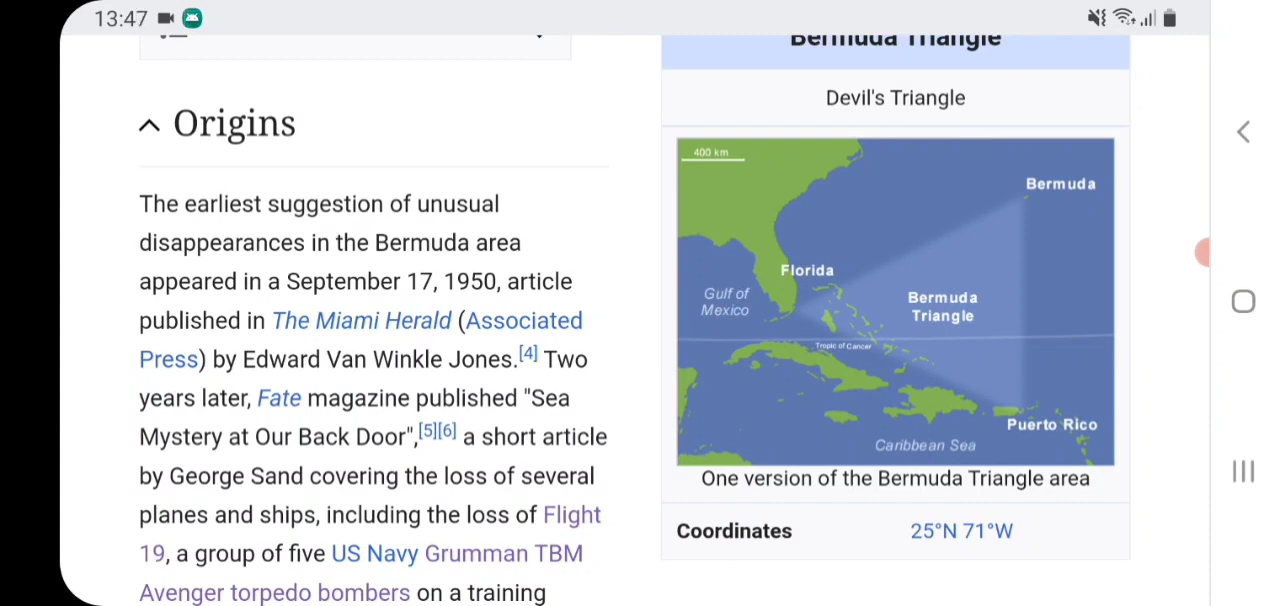 13:47
Origins
The earliest suggestion of unusual
disappearances in the Bermuda area
appeared in a September 17, 1950, article
published in The Miami Herald (Associated
Press) by Edward Van Winkle Jones.[4] Two
years later, Fate magazine published "Sea
Mystery at Our Back Door",[5][6] a short article
by George Sand covering the loss of several
planes and ships, including the loss of Flight
19, a group of five US Navy Grumman TBM
Avenger torpedo bombers on a training
Bermuda Triangle
Devil's Triangle
400 km
Bermuda
Florida
Gulf of
Mexico
Bermuda
Triangle
Tropic of Cancer
Puerto Rico
Caribbean Sea
One version of the Bermuda Triangle area
Coordinates 25°N 71°W